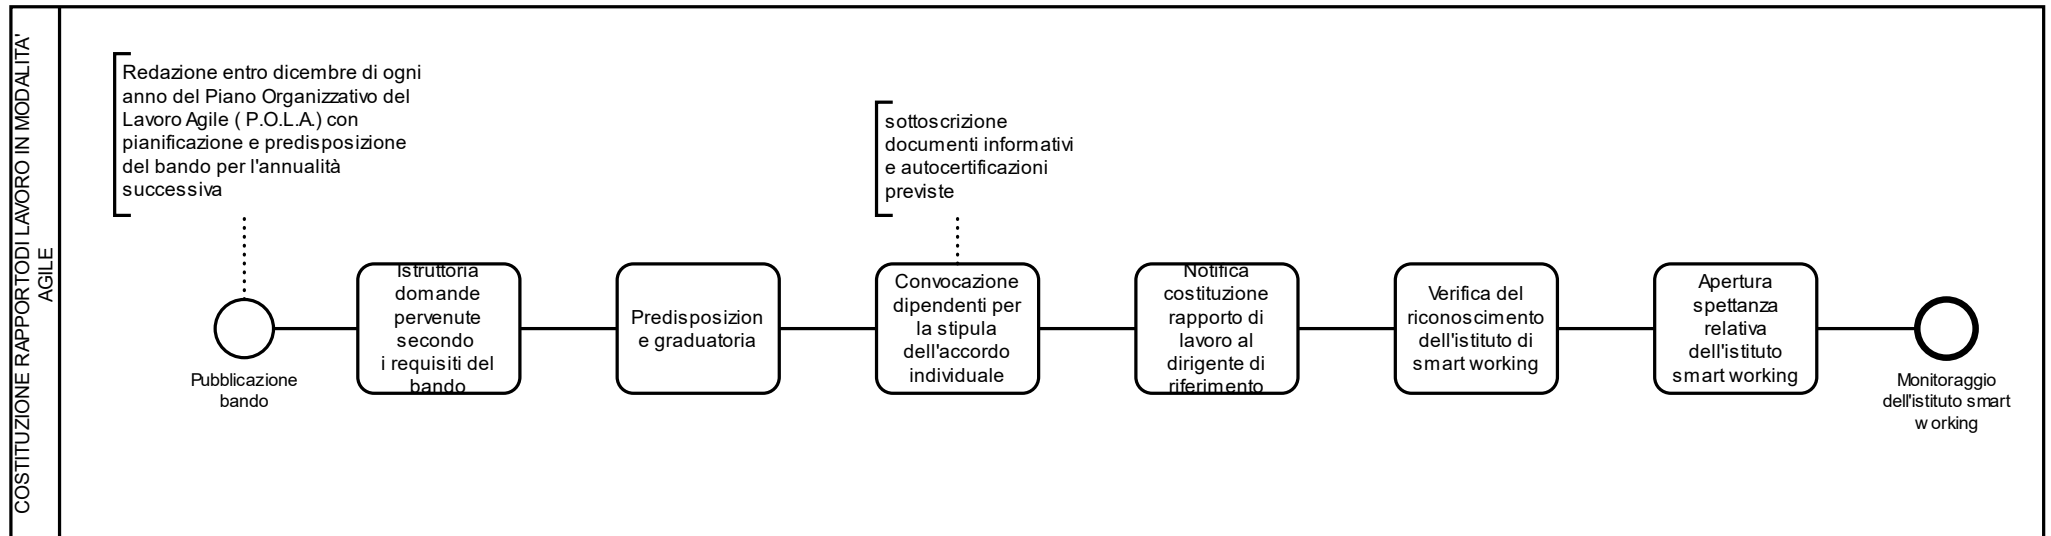 COSTITUZIONE RAPPORTO DI LAVORO IN MODALITA'
AGILE
Redazione entro dicembre di ogni
anno del Piano Organizzativo del
Lavoro Agile ( P.O.L.A.) con
pianificazione e predisposizione
del bando per l'annualità
successiva
sottoscrizione
documenti informativi
e autocertificazioni
previste
Pubblicazione
bando
Istruttoria
domande
pervenute
secondo
i requisiti del
bando
Predisposizion
e graduatoria
Convocazione
dipendenti per
la stipula
dell'accordo
individuale
Notifica
costituzione
rapporto di
lavoro al
dirigente di
riferimento
Verifica del
riconoscimento
dell'istituto di
smart working
Apertura
spettanza
relativa
dell'istituto
smart working
Monitoraggio
dell'istituto smart
working